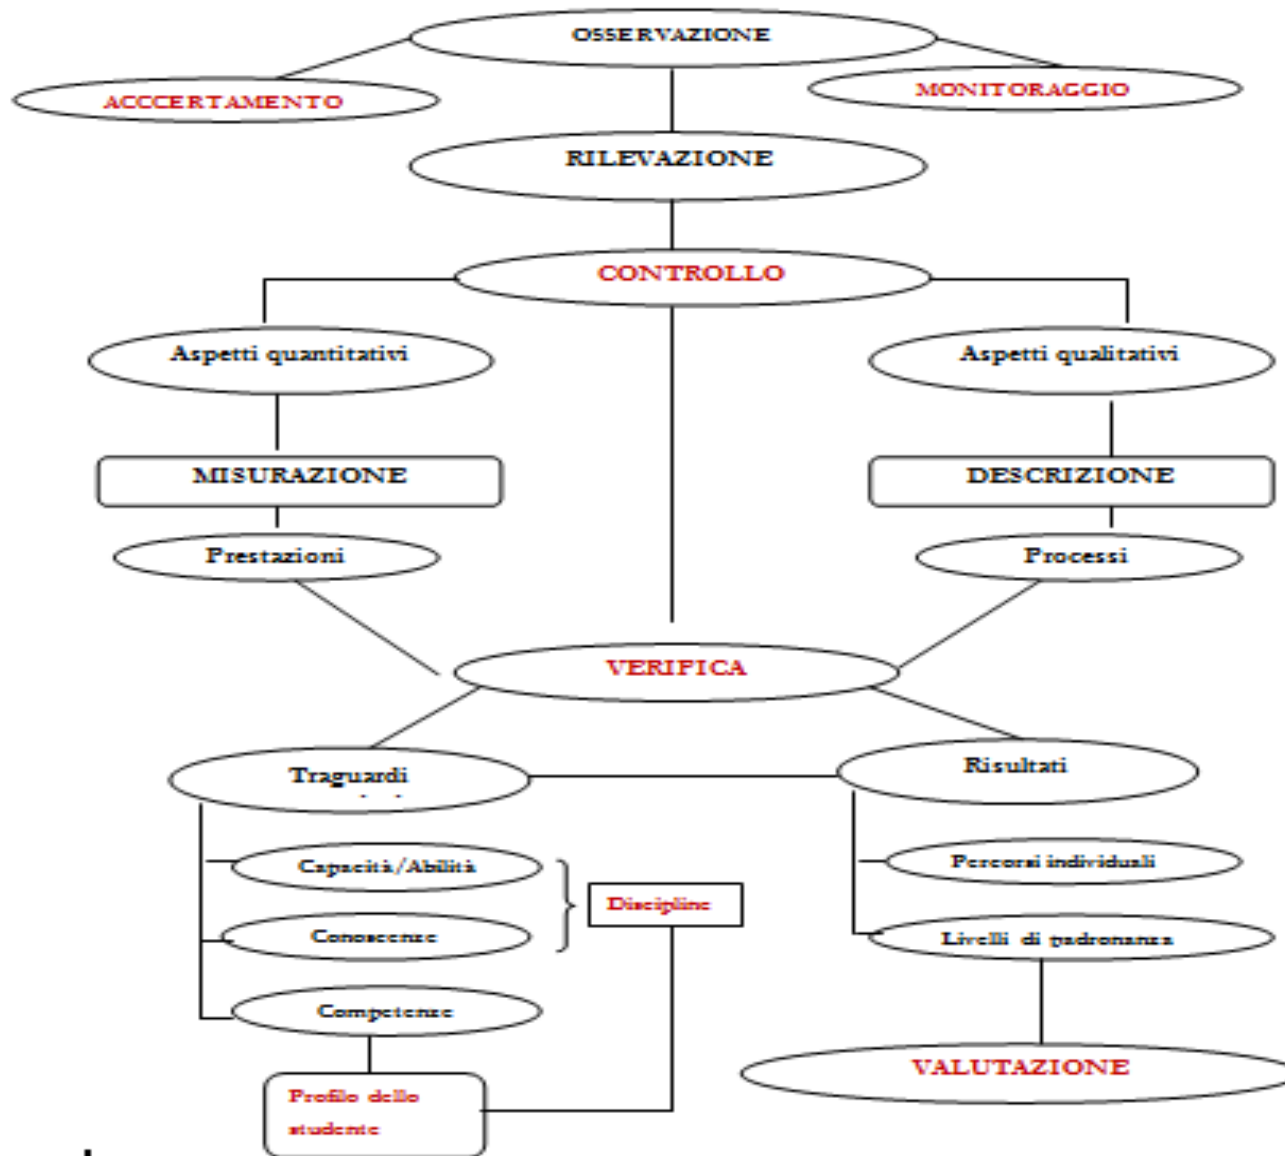 OSSERVAZIONE
ACCCERTAMENTO
MONITORAGGIO
RILEVAZIONE
CONTROLLO
Aspetti quantitativi
Aspetti qualitativi
MISURAZIONE
DESCRIZIONE
Prestazioni
Processi
VERIFICA
Traguardi
Risultati
Capacità/Abilità
Percorsi individuali
Discipline
Conoscenze
Livelli di padronanza
Competenze
VALUTAZIONE
Profilo dello
studente